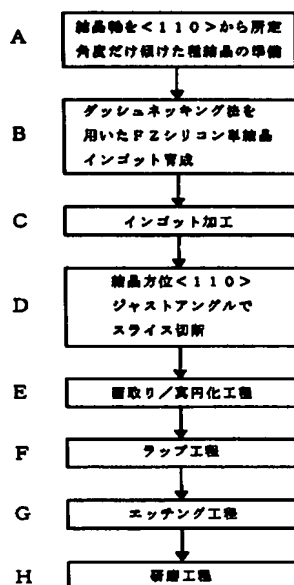 A
結晶軸を<110>から所定
角度だけ傾けた種結晶の準備
B
ダッシュネッキング法を
用いたFZシリコン単結晶
インゴット育成
C
インゴット加工
D
結晶方位<110>
ジャストアングルで
スライス切断
E
面取り/真円化工程
F
ラップ工程
G
エッチング工程
H
研磨工程